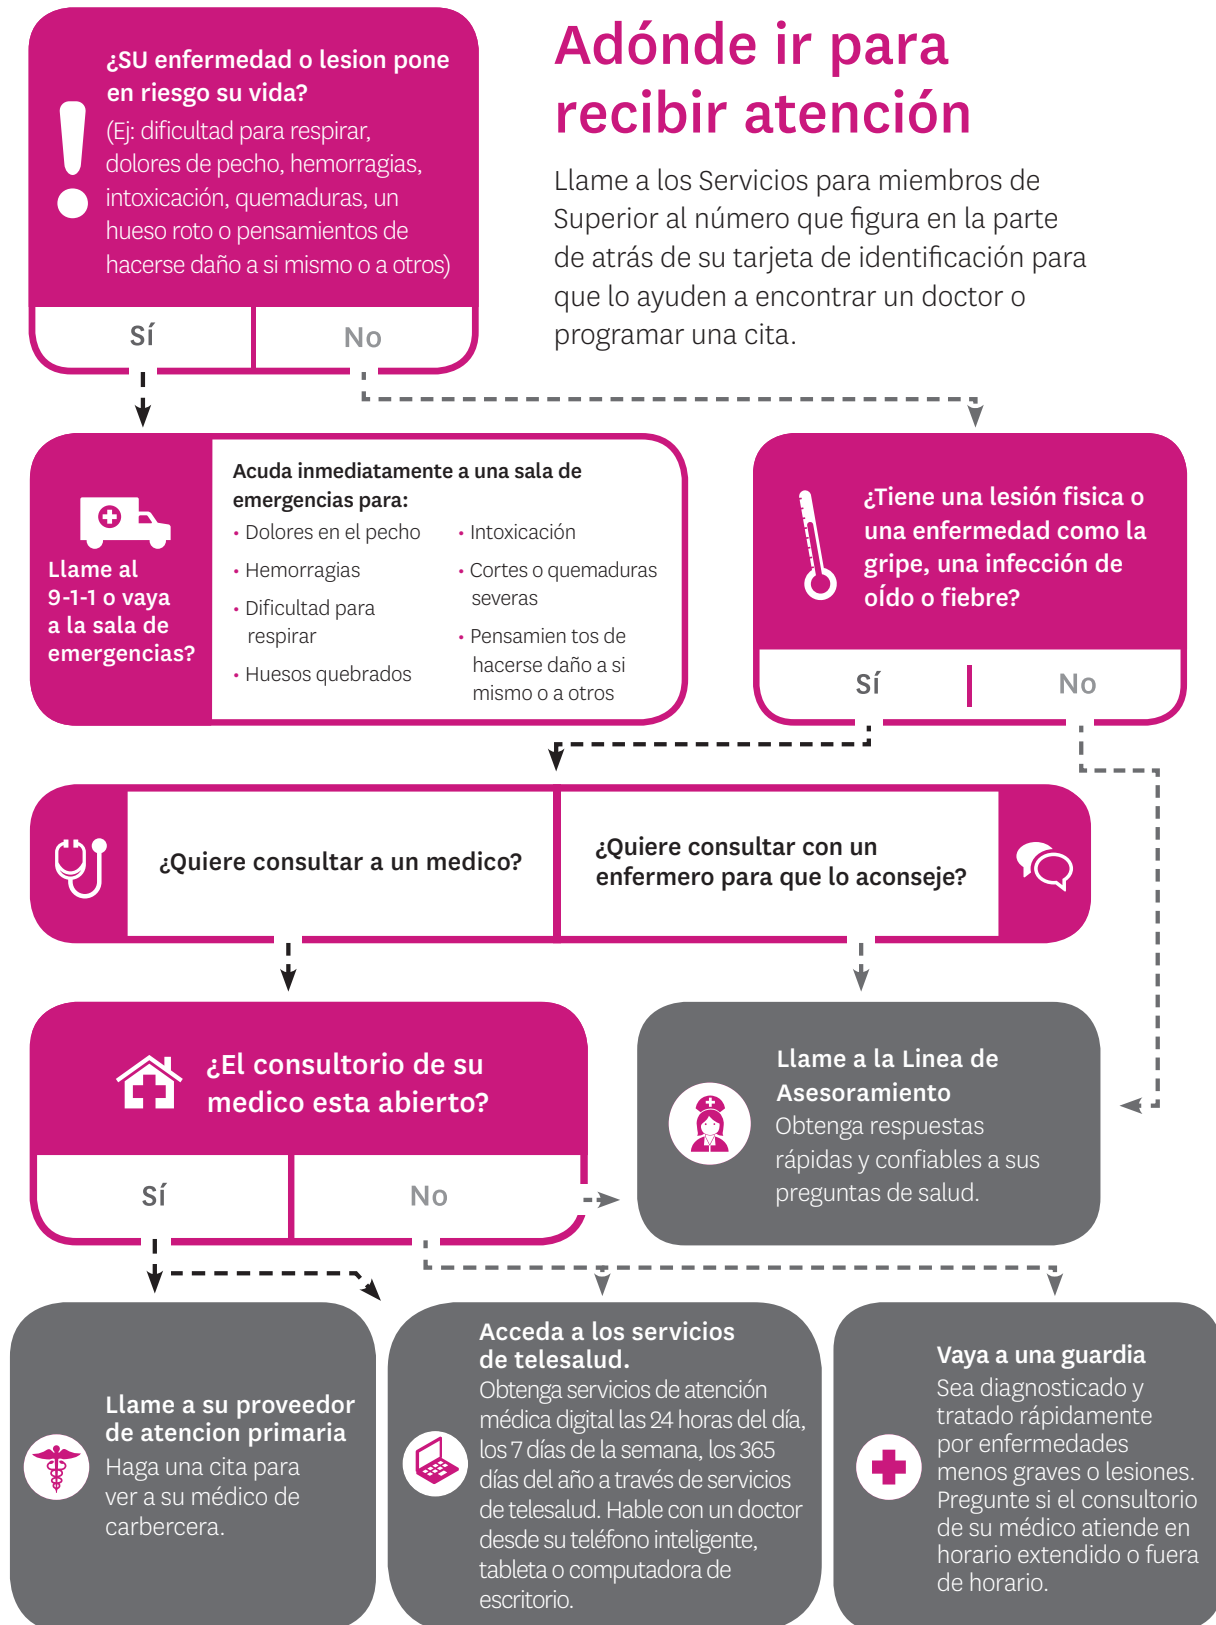 ¿SU enfermedad o lesion pone
en riesgo su vida?
(Ej: dificultad para respirar,
dolores de pecho, hemorragias,
intoxicación, quemaduras, un
hueso roto o pensamientos de
hacerse daño a si mismo o a otros)
Sí
No
Adónde ir para
recibir atención
Llame a los Servicios para miembros de
Superior al número que figura en la parte
de atrás de su tarjeta de identificación para
que lo ayuden a encontrar un doctor o
programar una cita.
Llame al
9-1-1 o vaya
a la sala de
emergencias?
Acuda inmediatamente a una sala de
emergencias para:
• Dolores en el pecho
• Hemorragias
• Dificultad para
respirar
• Huesos quebrados
• Intoxicación
• Cortes o quemaduras
severas
• Pensamien tos de
hacerse daño a si
mismo o a otros
¿Tiene una lesión fisica o
una enfermedad como la
gripe, una infección de
oÍdo o fiebre?
Sí
No
¿Quiere consultar a un medico?
¿Quiere consultar con un
enfermero para que lo aconseje?
¿El consultorio de su
medico esta abierto?
Sí
No
Llame a la Linea de
Asesoramiento
Obtenga respuestas
rápidas y confiables a sus
preguntas de salud.
Llame a su proveedor
de atencion primaria
Haga una cita para
ver a su médico de
carbercera.
Acceda a los servicios
de telesalud.
Obtenga servicios de atención
médica digital las 24 horas del día,
los 7 días de la semana, los 365
días del año a través de servicios
de telesalud. Hable con un doctor
desde su teléfono inteligente,
tableta o computadora de
escritorio.
Vaya a una guardia
Sea diagnosticado y
tratado rápidamente
por enfermedades
menos graves o lesiones.
Pregunte si el consultorio
de su médico atiende en
horario extendido o fuera
de horario.